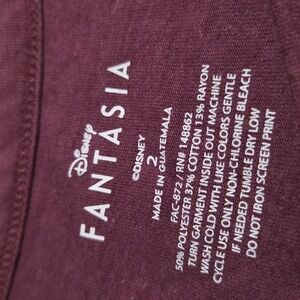 Disney
FANTASIA
©DISNEY
2
MADE IN GUATEMALA
FAC-872 / RN# 148862
50% POLYESTER 37% COTTON 13% RAYON
TURN GARMENT INSIDE OUT MACHINE
WASH COLD WITH LIKE COLORS GENTLE
CYCLE USE ONLY NON-CHLORINE BLEACH
IF NEEDED TUMBLE DRY LOW
DO NOT IRON SCREEN PRINT